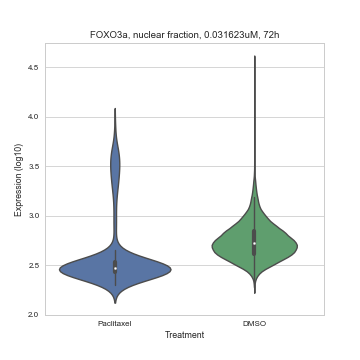 FOXO3a, nuclear fraction, 0.031623uM, 72h
4.5
4.0
3.5
3.0
2.5
2.0
Expression (log10)
Paclitaxel
DMSO
Treatment